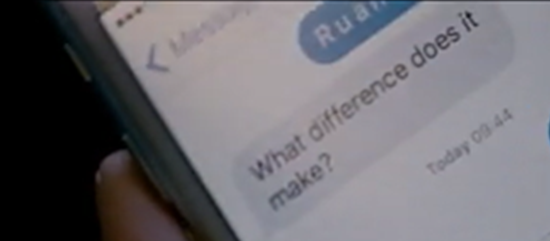 What difference does it
make?
Today 09:44